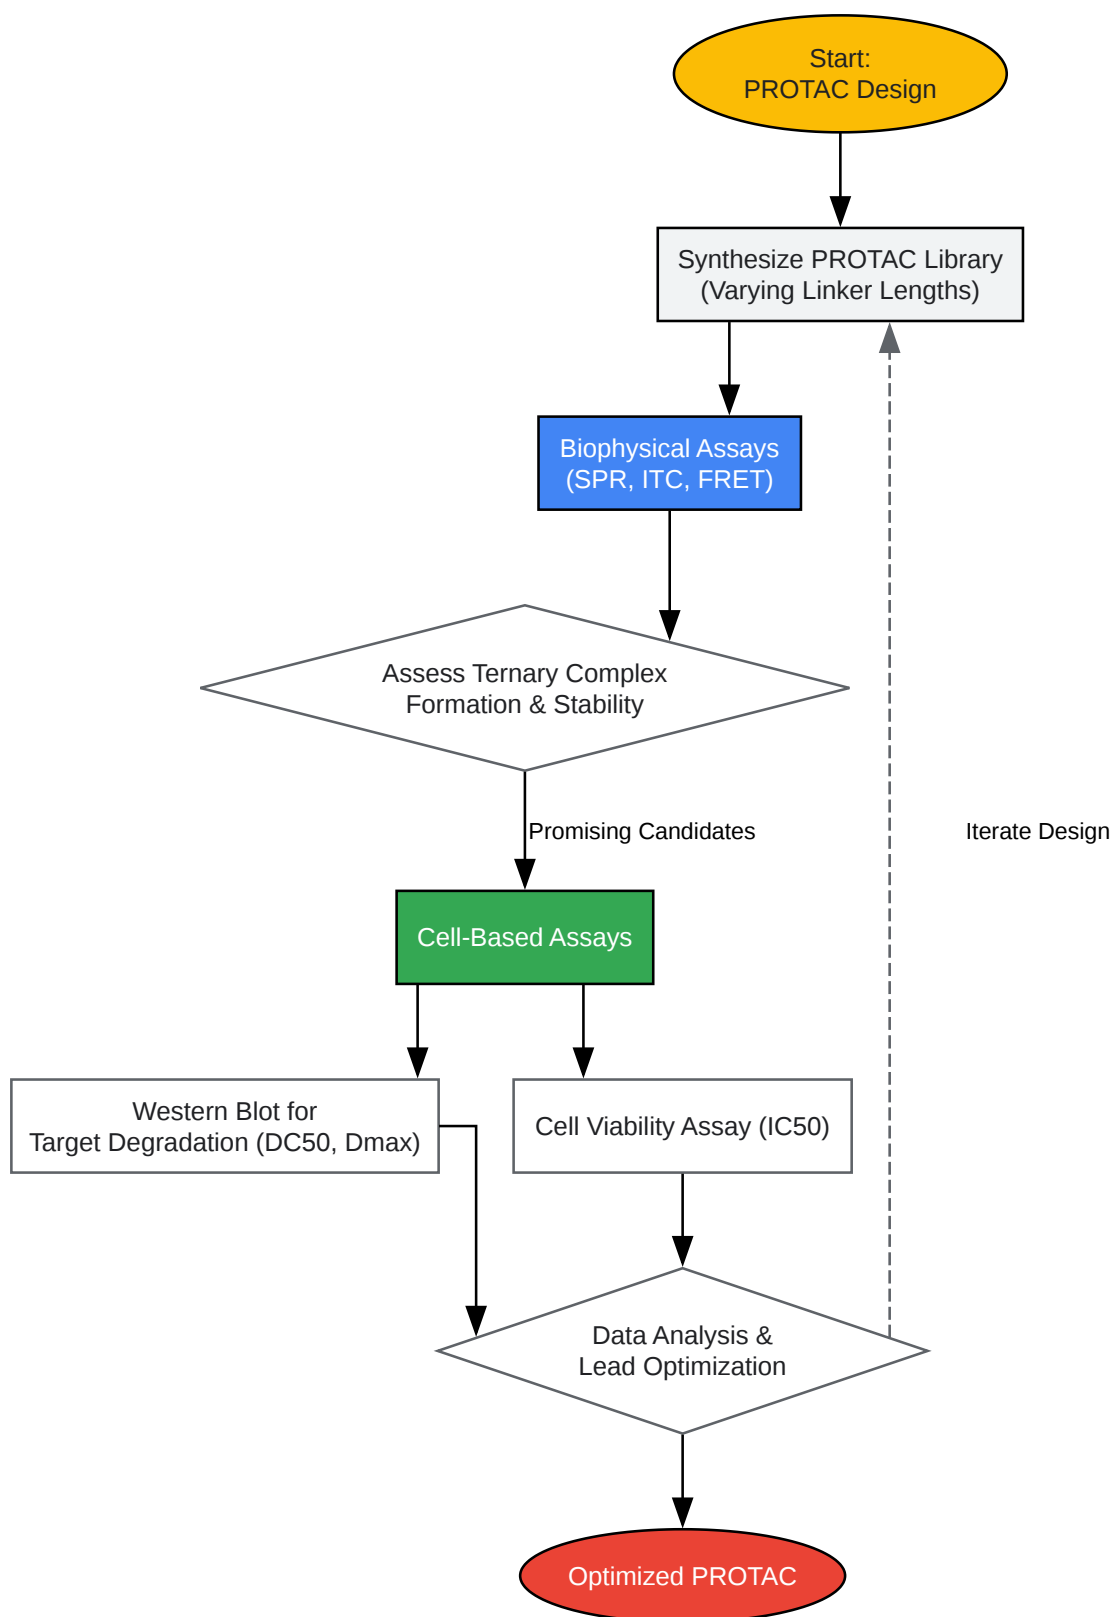 Start:
PROTAC Design
Synthesize PROTAC Library
(Varying Linker Lengths)
Biophysical Assays
(SPR, ITC, FRET)
Assess Ternary Complex
Formation & Stability
Promising Candidates
Iterate Design
Cell-Based Assays
Western Blot for
Target Degradation (DC50, Dmax)
Cell Viability Assay (IC50)
Data Analysis &
Lead Optimization
Optimized PROTAC